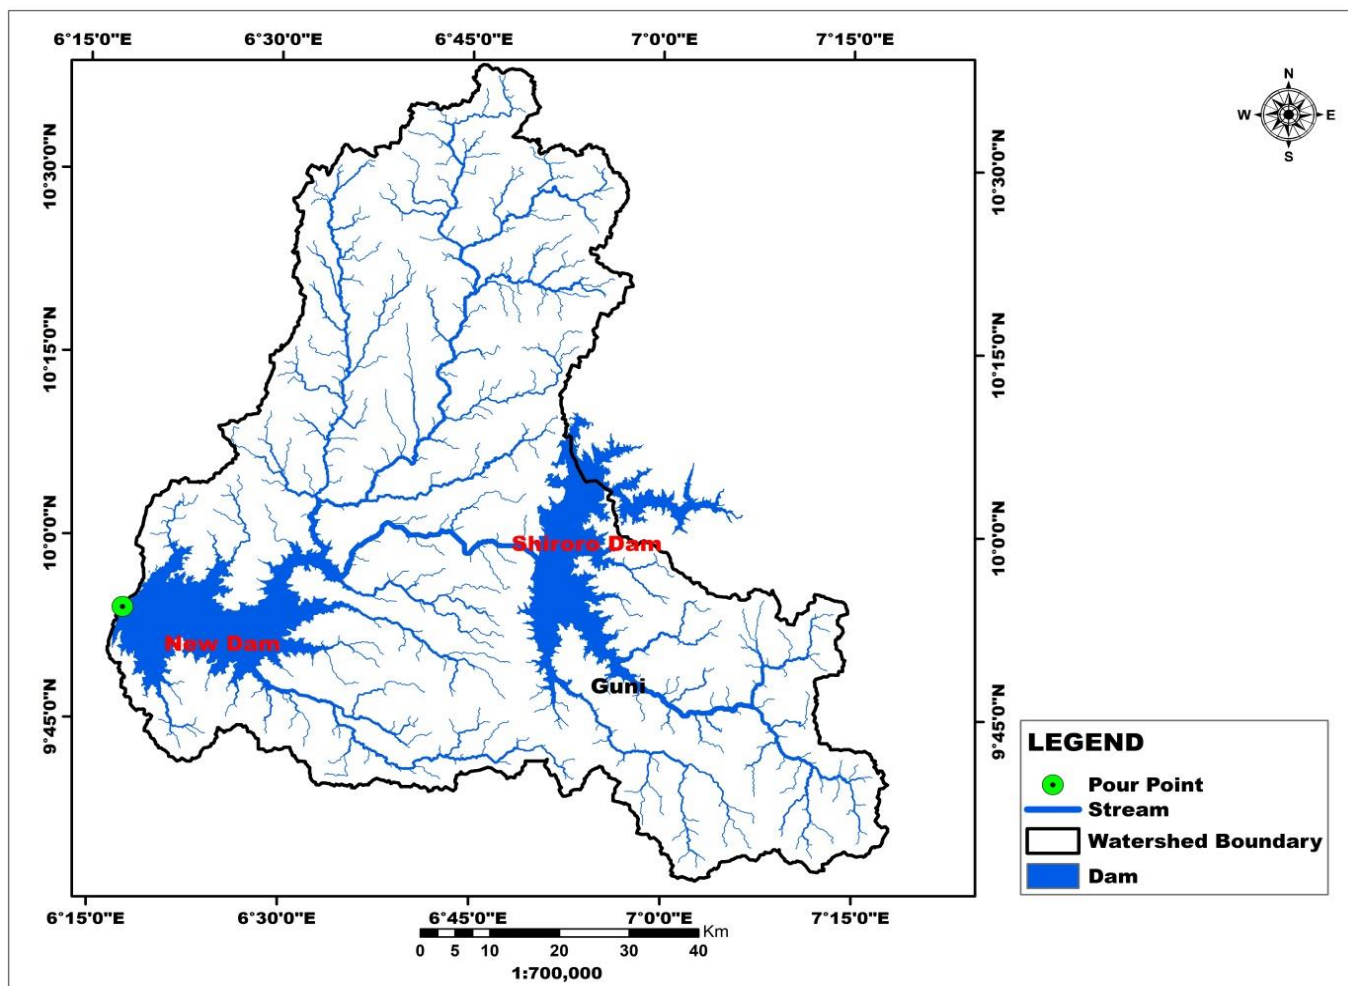 6°15'0"E 6°30'0"E 6°45'0"E 7°0'0"E 7°15'0"E
N
W E
S
10°30'0"N 10°30'0"N
10°15'0"N 10°15'0"N
10°0'0"N 10°0'0"N
Shiroro Dam
New Dam
Guni
9°45'0"N 9°45'0"N
LEGEND
Pour Point
Stream
Watershed Boundary
Dam
6°15'0"E 6°30'0"E 6°45'0"E 7°0'0"E 7°15'0"E
Km
0 5 10 20 30 40
1:700,000